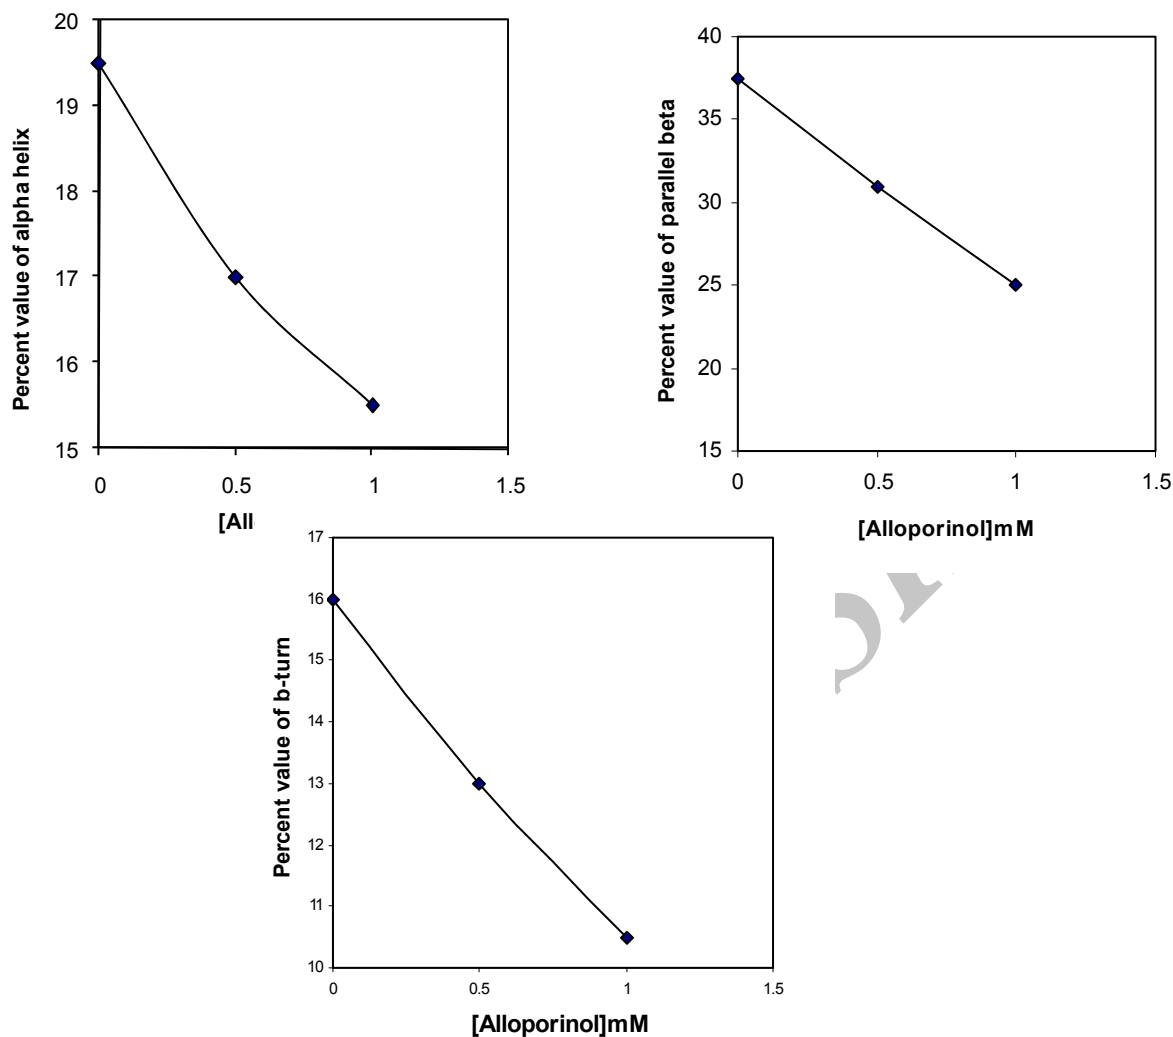 Percent value of alpha helix
20
19
18
17
16
15
0 0.5 1 1.5
[All
Percent value of parallel beta
40
35
30
25
20
15
0 0.5 1 1.5
[Alloporinol]mM
Percent value of b-turn
17
16
15
14
13
12
11
10
0 0.5 1 1.5
[Alloporinol]mM